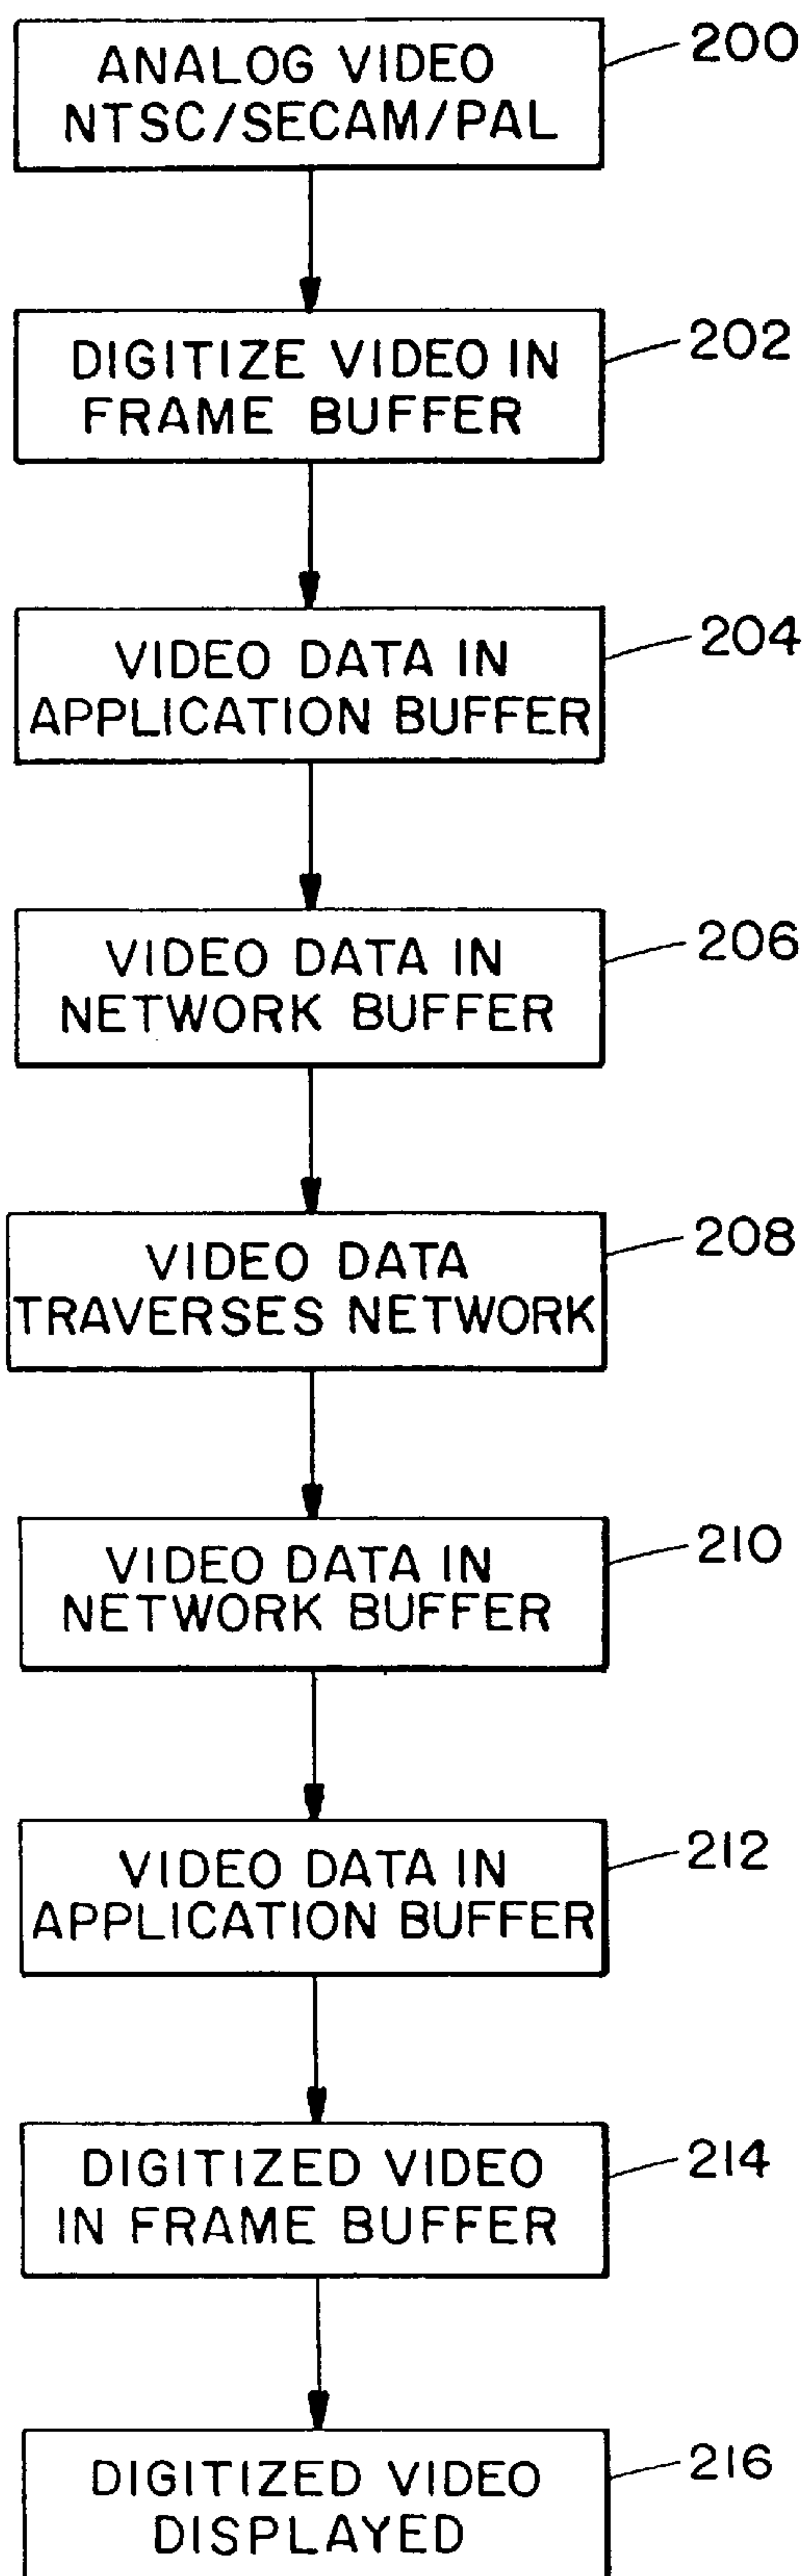 ANALOG VIDEO
NTSC/SECAM/PAL
200
DIGITIZE VIDEO IN
FRAME BUFFER
202
VIDEO DATA IN
APPLICATION BUFFER
204
VIDEO DATA IN
NETWORK BUFFER
206
VIDEO DATA
TRAVERSES NETWORK
208
VIDEO DATA IN
NETWORK BUFFER
210
VIDEO DATA IN
APPLICATION BUFFER
212
DIGITIZED VIDEO
IN FRAME BUFFER
214
DIGITIZED VIDEO
DISPLAYED
216